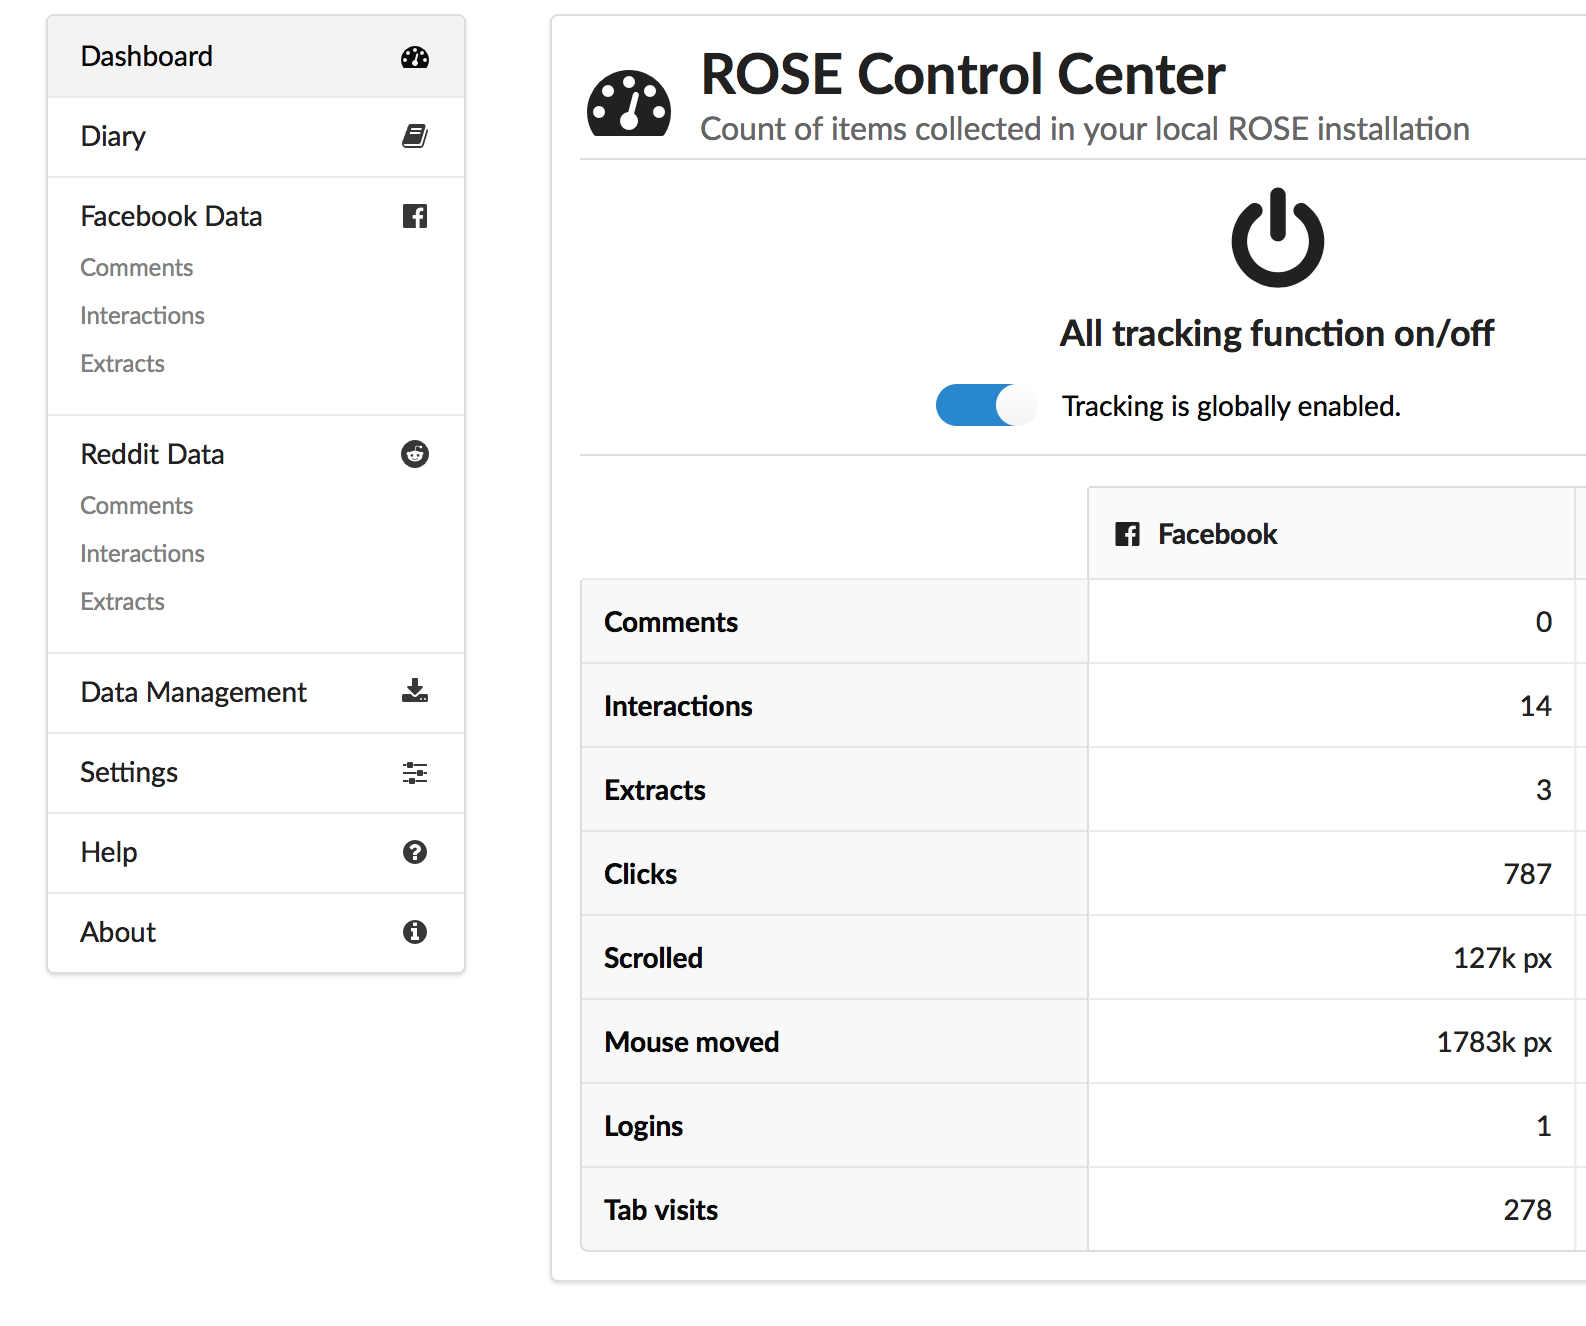 Dashboard
Diary
Facebook Data
Comments
Interactions
Extracts
Reddit Data
Comments
Interactions
Extracts
Data Management
Settings
Help
About
ROSE Control Center
Count of items collected in your local ROSE installation
All tracking function on/off
Tracking is globally enabled.
Facebook
Comments 0
Interactions 14
Extracts 3
Clicks 787
Scrolled 127k px
Mouse moved 1783k px
Logins 1
Tab visits 278